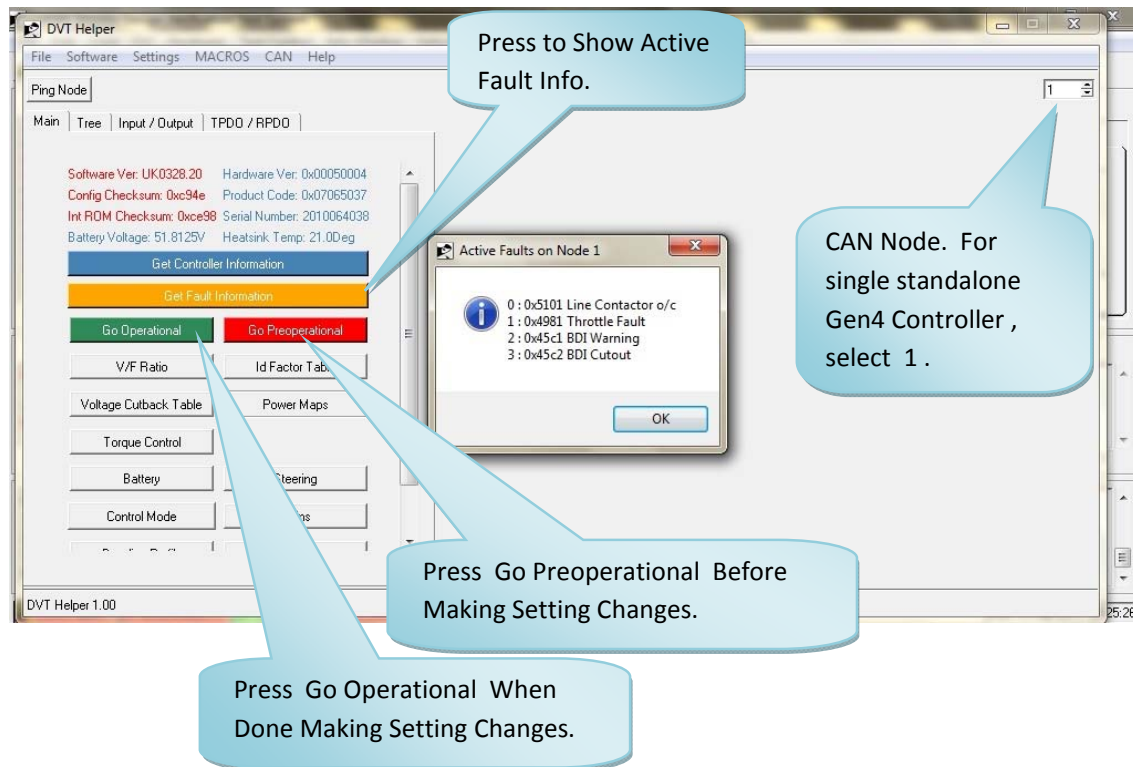 DVT Helper
File Software Settings MACROS CAN Help
Ping Node
1
Main Tree Input / Output TPDO / RPDO
Software Ver: UK0328.20 Hardware Ver: 0x00050004
Config Checksum: 0xc94e Product Code: 0x07065037
Int ROM Checksum: 0xce98 Serial Number: 2010064038
Battery Voltage: 51.8125V Heatsink Temp: 21.0Deg
Get Controller Information
Get Fault Information
Go Operational Go Preoperational
V/F Ratio Id Factor
Voltage Cutback Table Power Maps
Torque Control
Battery Steering
Control Mode
DVT Helper 1.00
Press to Show Active
Fault Info.
Active Faults on Node 1
0 : 0x5101 Line Contactor o/c
1 : 0x4981 Throttle Fault
2 : 0x45c1 BDI Warning
3 : 0x45c2 BDI Cutout
OK
CAN Node. For
single standalone
Gen4 Controller ,
select 1 .
Press Go Preoperational Before
Making Setting Changes.
Press Go Operational When
Done Making Setting Changes.